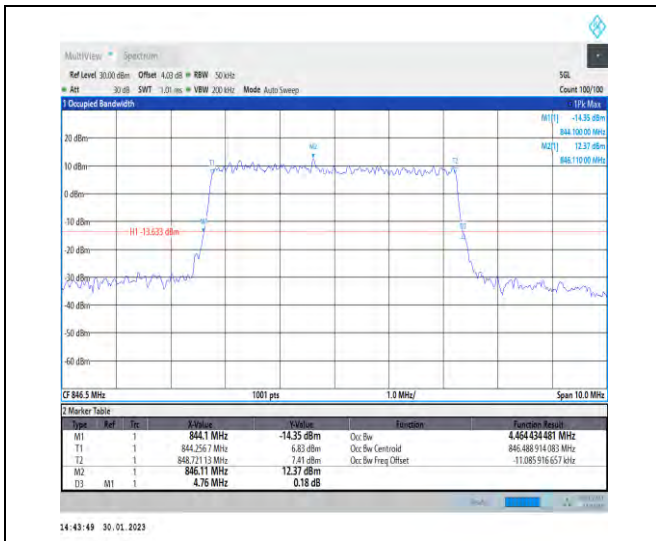 MultiView Spectrum
Ref Level 30.00 dBm Offset 4.03 dB RBW 50 kHz SGL
Att 30 dB SWT 1.01 ms VBW 200 kHz Mode Auto Sweep Count 100/100
1 Occupied Bandwidth 1Pk Max
M1[1] -14.35 dBm
844.100 00 MHz
M2[1] 12.37 dBm
846.110 00 MHz
20 dBm
M2
T1 T2
10 dBm
0 dBm
-10 dBm
H1 -13.633 dBm
-20 dBm
-30 dBm
-40 dBm
-50 dBm
-60 dBm
CF 846.5 MHz 1001 pts 1.0 MHz/ Span 10.0 MHz
2 Marker Table
Type Ref Trc X-Value Y-Value Function Function Result
M1 1 844.1 MHz -14.35 dBm Occ Bw 4.464 434 481 MHz
T1 1 844.2567 MHz 6.83 dBm Occ Bw Centroid 846.488 914 083 MHz
T2 1 848.72113 MHz 7.41 dBm Occ Bw Freq Offset -11.085 916 657 kHz
M2 1 846.11 MHz 12.37 dBm
D3 M1 1 4.76 MHz 0.18 dB
14:43:49 30.01.2023